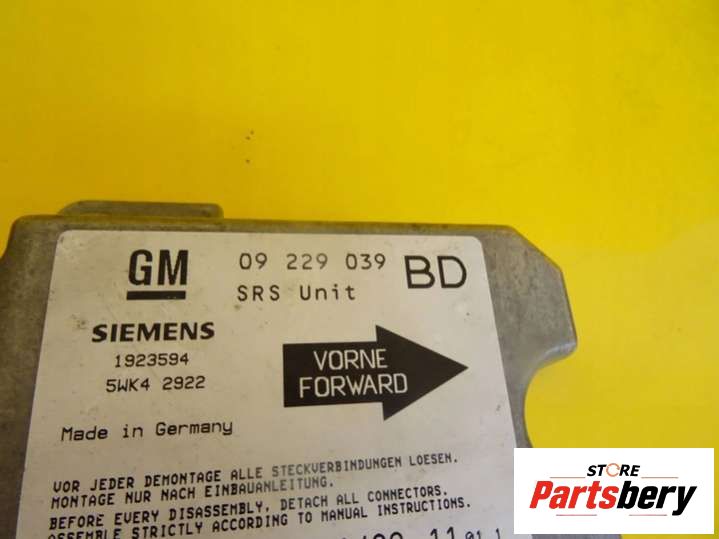 GM 09 229 039 BD
SRS Unit
SIEMENS
1923594
5WK4 2922
VORNE
FORWARD
Made in Germany
VOR JEDER DEMONTAGE ALLE STECKVERBINDUNGEN LOESEN.
MONTAGE NUR NACH EINBAUANLEITUNG.
BEFORE EVERY DISASSEMBLY, DETACH ALL CONNECTORS.
ASSEMBLE STRICTLY ACCORDING TO MANUAL INSTRUCTIONS.
STORE
Partsbery